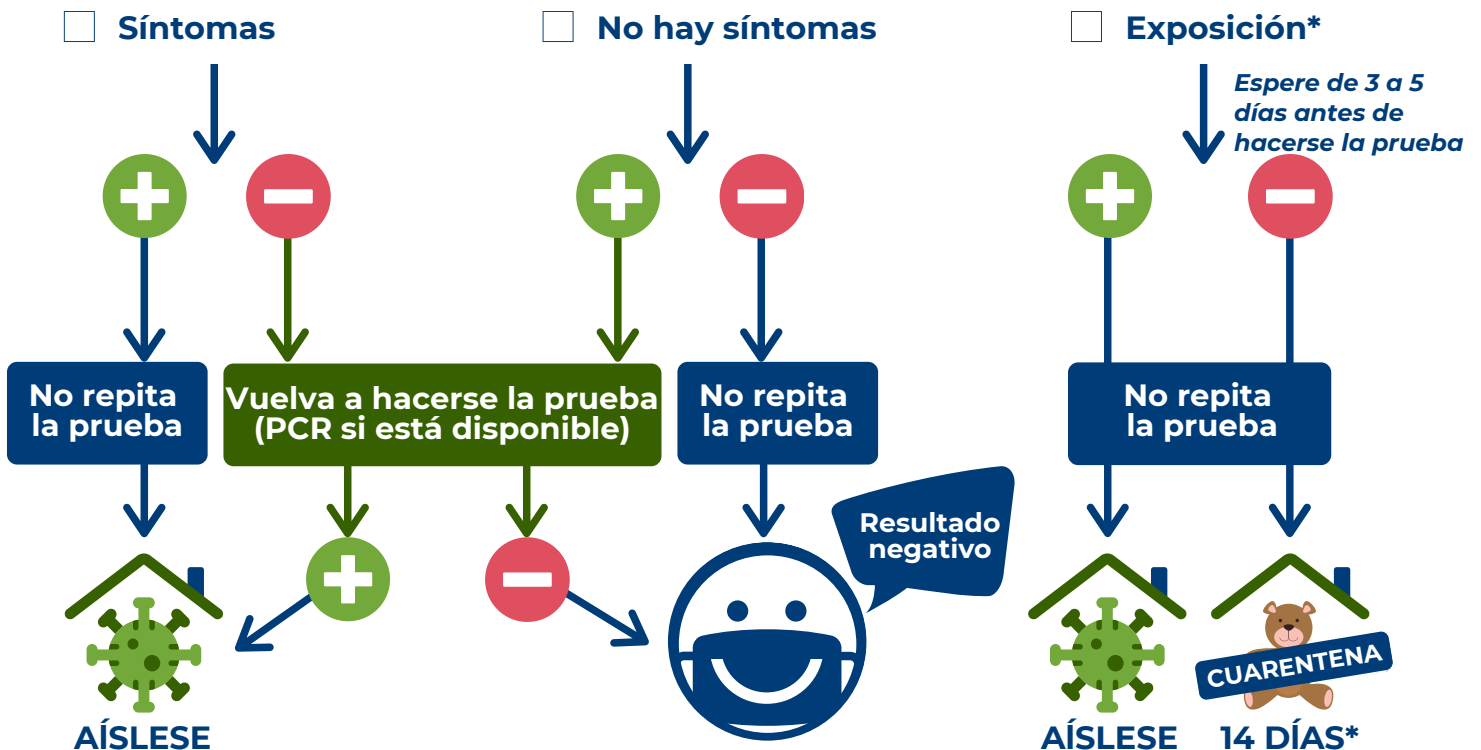 Síntomas
No hay síntomas
Exposición*
Espere de 3 a 5
días antes de
hacerse la prueba
No repita
la prueba
Vuelva a hacerse la prueba
(PCR si está disponible)
No repita
la prueba
No repita
la prueba
Resultado
negativo
CUARENTENA
AÍSLESE
AÍSLESE
14 DÍAS*